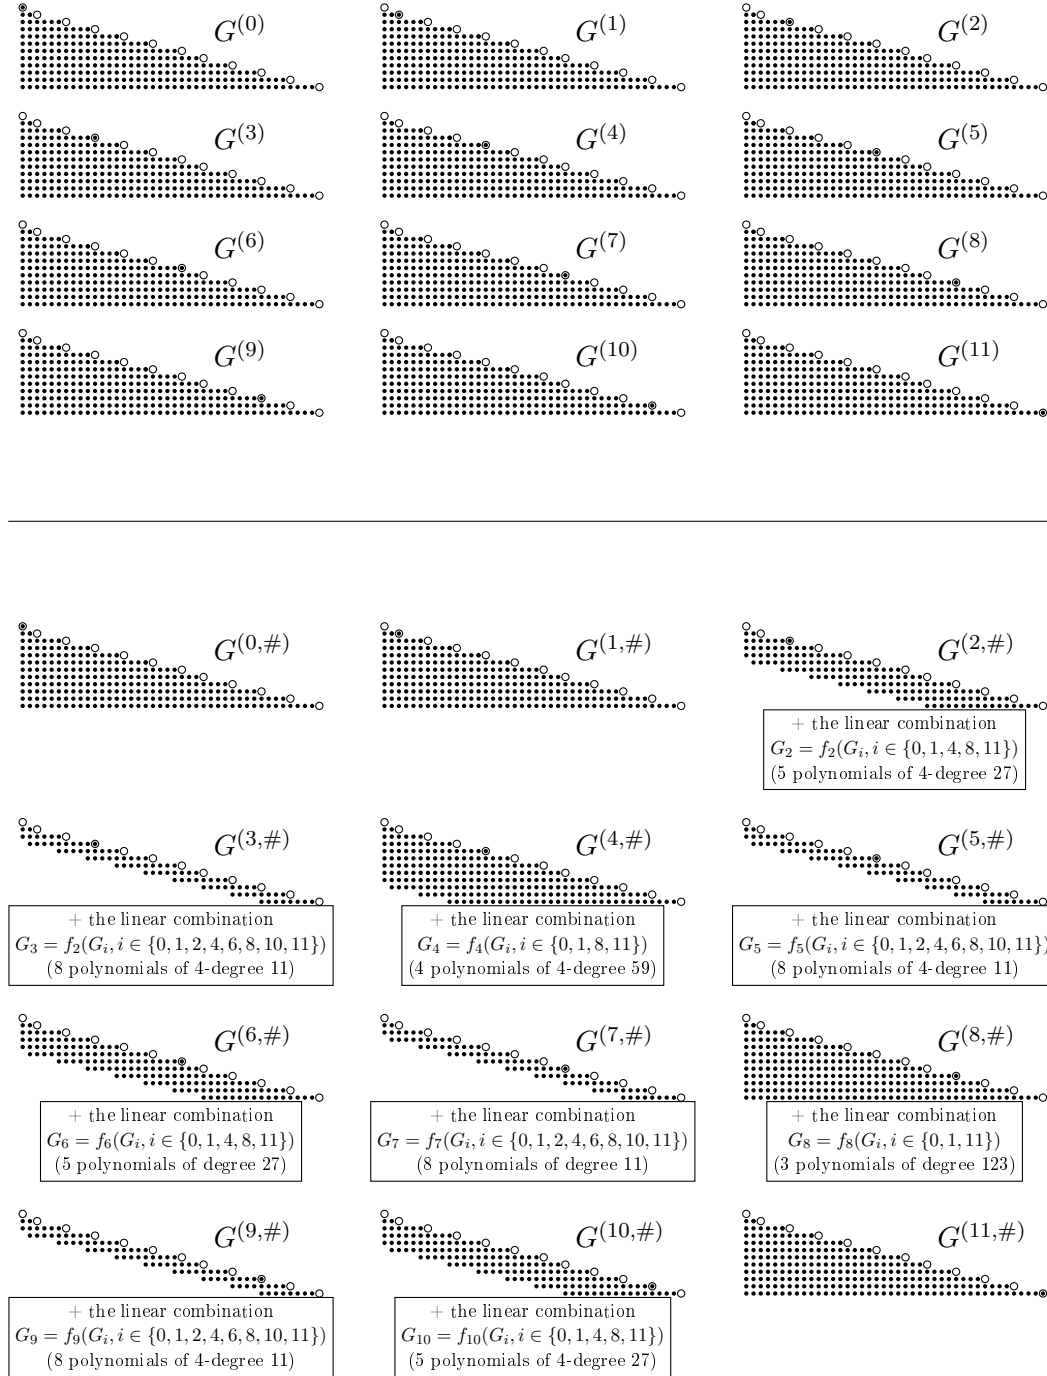 G^{(0)} G^{(1)} G^{(2)}
G^{(3)} G^{(4)} G^{(5)}
G^{(6)} G^{(7)} G^{(8)}
G^{(9)} G^{(10)} G^{(11)}
G^{(0,#)} G^{(1,#)} G^{(2,#)}
+ the linear combination
G_2 = f_2(G_i, i ∈ {0, 1, 4, 8, 11})
(5 polynomials of 4-degree 27)
G^{(3,#)} G^{(4,#)} G^{(5,#)}
+ the linear combination
G_3 = f_2(G_i, i ∈ {0, 1, 2, 4, 6, 8, 10, 11})
(8 polynomials of 4-degree 11)
+ the linear combination
G_4 = f_4(G_i, i ∈ {0, 1, 8, 11})
(4 polynomials of 4-degree 59)
+ the linear combination
G_5 = f_5(G_i, i ∈ {0, 1, 2, 4, 6, 8, 10, 11})
(8 polynomials of 4-degree 11)
G^{(6,#)} G^{(7,#)} G^{(8,#)}
+ the linear combination
G_6 = f_6(G_i, i ∈ {0, 1, 4, 8, 11})
(5 polynomials of degree 27)
+ the linear combination
G_7 = f_7(G_i, i ∈ {0, 1, 2, 4, 6, 8, 10, 11})
(8 polynomials of degree 11)
+ the linear combination
G_8 = f_8(G_i, i ∈ {0, 1, 11})
(3 polynomials of degree 123)
G^{(9,#)} G^{(10,#)} G^{(11,#)}
+ the linear combination
G_9 = f_9(G_i, i ∈ {0, 1, 2, 4, 6, 8, 10, 11})
(8 polynomials of 4-degree 11)
+ the linear combination
G_{10} = f_{10}(G_i, i ∈ {0, 1, 4, 8, 11})
(5 polynomials of 4-degree 27)